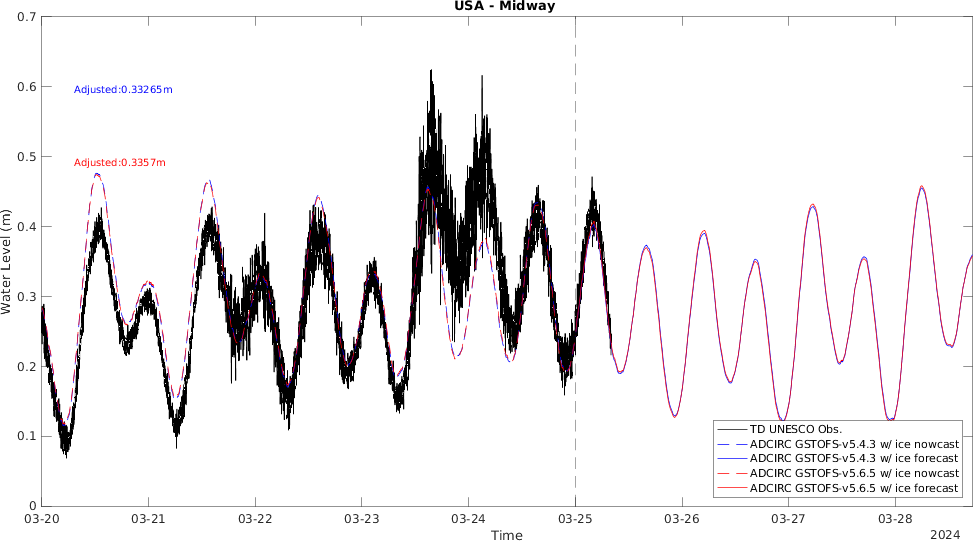 USA - Midway
0.7
0.6
0.5
0.4
0.3
0.2
0.1
0
Water Level (m)
Adjusted:0.33265m
Adjusted:0.3357m
TD UNESCO Obs.
ADCIRC GSTOFS-v5.4.3 w/ ice nowcast
ADCIRC GSTOFS-v5.4.3 w/ ice forecast
ADCIRC GSTOFS-v5.6.5 w/ ice nowcast
ADCIRC GSTOFS-v5.6.5 w/ ice forecast
03-20 03-21 03-22 03-23 03-24 03-25 03-26 03-27 03-28
Time
2024